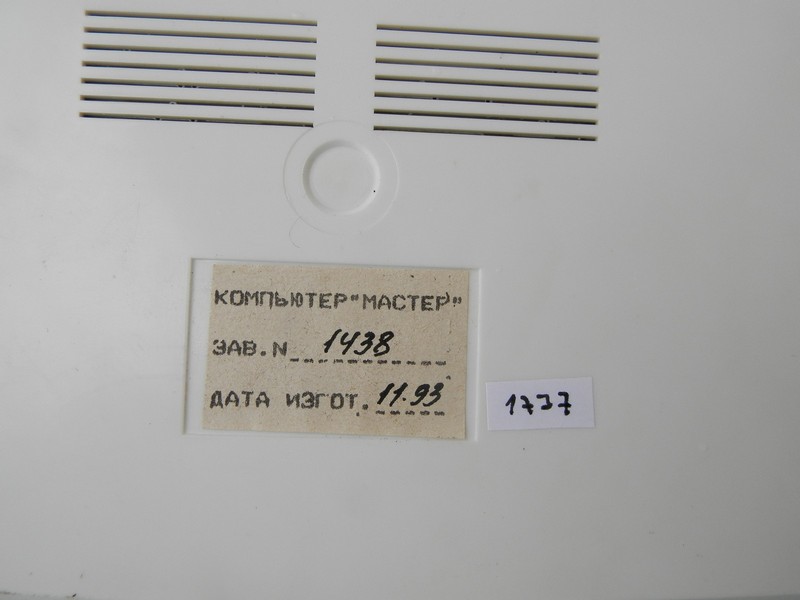 КОМПЬЮТЕР "МАСТЕР"
ЗАВ. N 1438
ДАТА ИЗГОТ. 11.93
1737